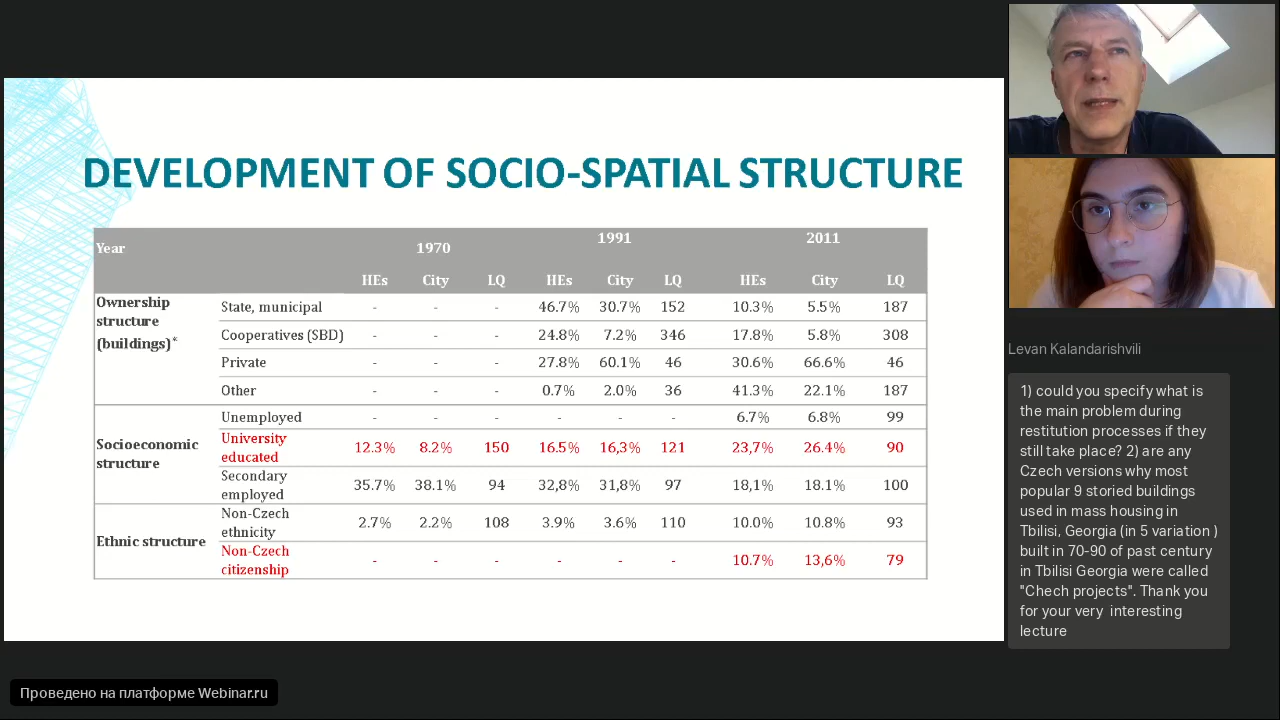 DEVELOPMENT OF SOCIO-SPATIAL STRUCTURE
Year 1970 1991 2011
HEs City LQ HEs City LQ HEs City LQ
Ownership structure (buildings)*
State, municipal - - - 46.7% 30.7% 152 10.3% 5.5% 187
Cooperatives (SBD) - - - 24.8% 7.2% 346 17.8% 5.8% 308
Private - - - 27.8% 60.1% 46 30.6% 66.6% 46
Other - - - 0.7% 2.0% 36 41.3% 22.1% 187
Socioeconomic structure
Unemployed - - - - - - 6.7% 6.8% 99
University educated 12.3% 8.2% 150 16.5% 16,3% 121 23,7% 26.4% 90
Secondary employed 35.7% 38.1% 94 32,8% 31,8% 97 18,1% 18.1% 100
Ethnic structure
Non-Czech ethnicity 2.7% 2.2% 108 3.9% 3.6% 110 10.0% 10.8% 93
Non-Czech citizenship - - - - - - 10.7% 13,6% 79
Levan Kalandarishvili
1) could you specify what is
the main problem during
restitution processes if they
still take place? 2) are any
Czech versions why most
popular 9 storied buildings
used in mass housing in
Tbilisi, Georgia (in 5 variation )
built in 70-90 of past century
in Tbilisi Georgia were called
"Chech projects". Thank you
for your very interesting
lecture
Проведено на платформе Webinar.ru